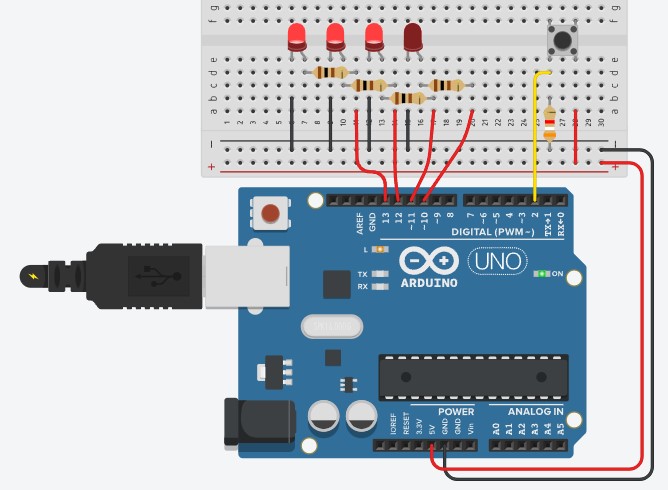 g g
f f
e e
d d
c c
b b
a a
1 2 3 4 5 6 7 8 9 10 11 12 13 14 15 16 17 18 19 20 21 22 23 24 25 26 27 28 29 30
− −
+ +
AREF GND 13 12 ~11 ~10 ~9 8 7 ~6 ~5 4 ~3 2 TX→1 RX←0
DIGITAL (PWM~)
L
TX
RX
UNO
ON
ARDUINO
POWER ANALOG IN
IOREF RESET 3.3V 5V GND GND Vin A0 A1 A2 A3 A4 A5